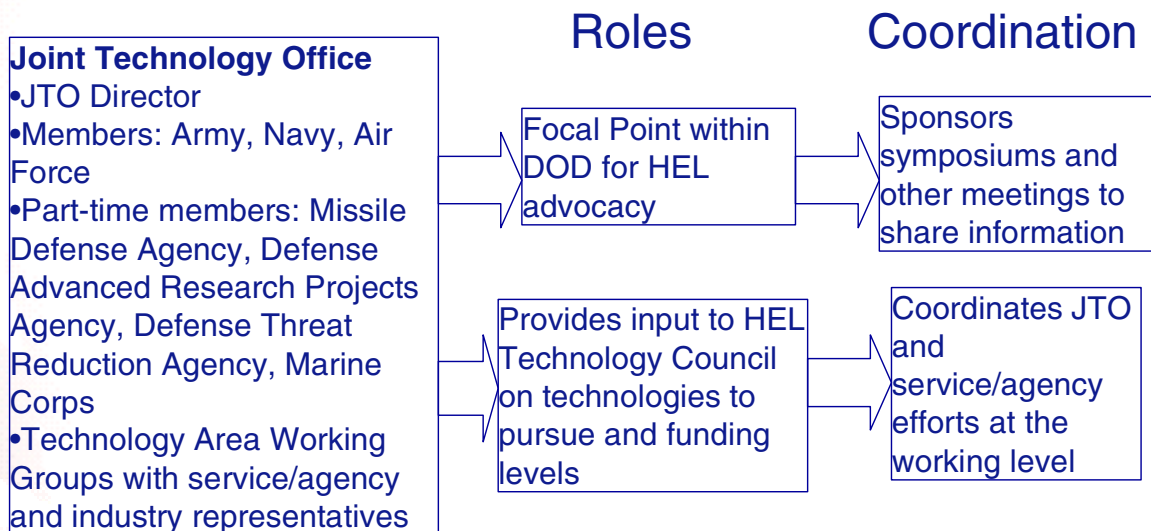 Roles
Coordination
Joint Technology Office
•JTO Director
•Members: Army, Navy, Air
Force
•Part-time members: Missile
Defense Agency, Defense
Advanced Research Projects
Agency, Defense Threat
Reduction Agency, Marine
Corps
•Technology Area Working
Groups with service/agency
and industry representatives
Focal Point within
DOD for HEL
advocacy
Sponsors
symposiums and
other meetings to
share information
Provides input to HEL
Technology Council
on technologies to
pursue and funding
levels
Coordinates JTO
and
service/agency
efforts at the
working level